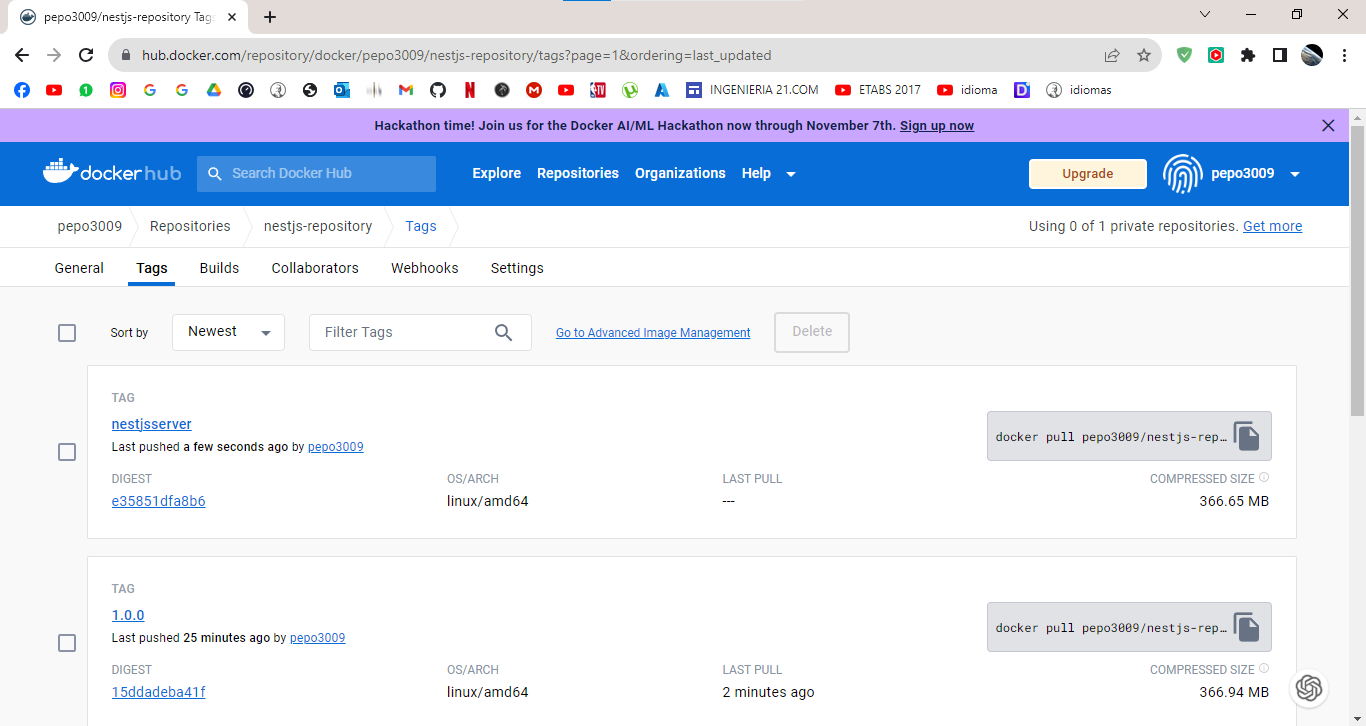 pepo3009/nestjs-repository Tags
hub.docker.com/repository/docker/pepo3009/nestjs-repository/tags?page=1&ordering=last_updated
INGENIERIA 21.COM ETABS 2017 idioma idiomas
Hackathon time! Join us for the Docker AI/ML Hackathon now through November 7th. Sign up now
dockerhub Search Docker Hub Explore Repositories Organizations Help Upgrade pepo3009
pepo3009 Repositories nestjs-repository Tags Using 0 of 1 private repositories. Get more
General Tags Builds Collaborators Webhooks Settings
Sort by Newest Filter Tags Go to Advanced Image Management Delete
TAG
nestjsserver
docker pull pepo3009/nestjs-rep...
Last pushed a few seconds ago by pepo3009
DIGEST OS/ARCH LAST PULL COMPRESSED SIZE
e35851dfa8b6 linux/amd64 --- 366.65 MB
TAG
1.0.0
docker pull pepo3009/nestjs-rep...
Last pushed 25 minutes ago by pepo3009
DIGEST OS/ARCH LAST PULL COMPRESSED SIZE
15ddadeba41f linux/amd64 2 minutes ago 366.94 MB